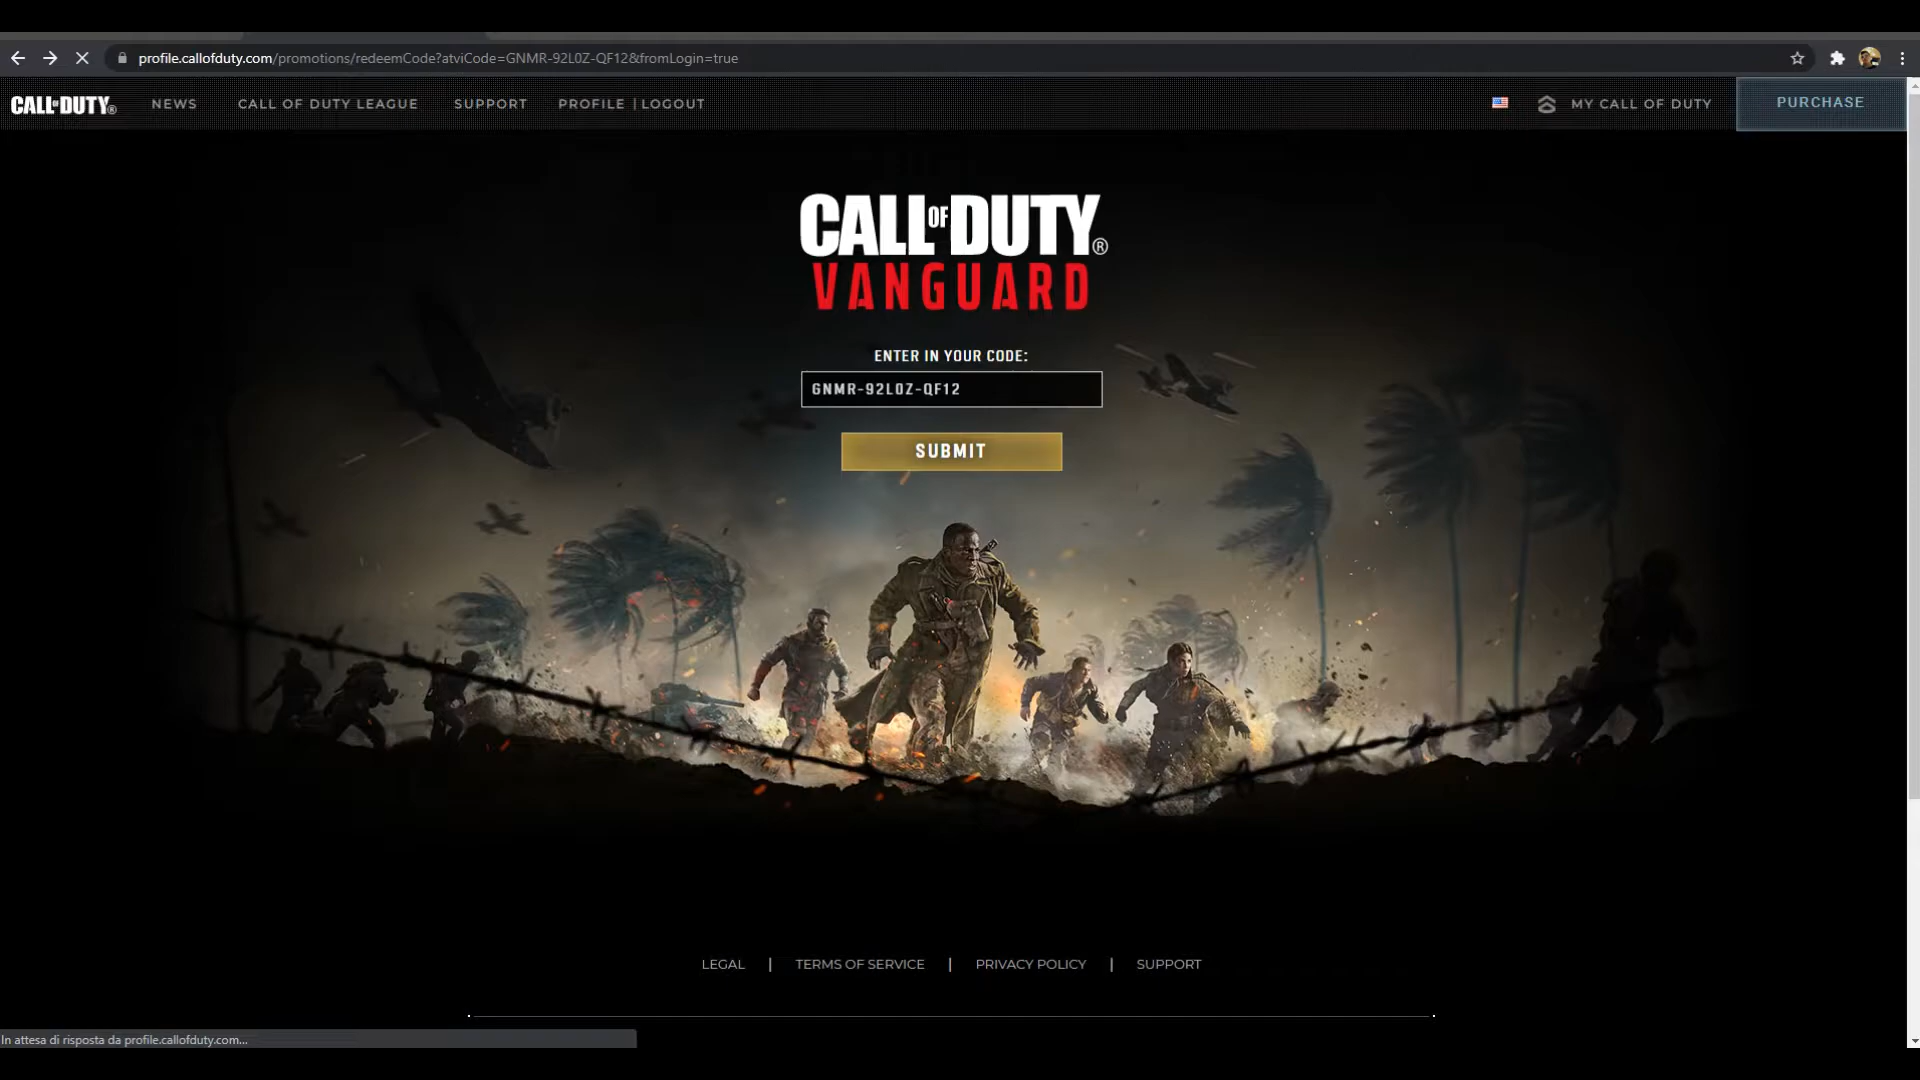 profile.callofduty.com/promotions/redeemCode?atviCode=GNMR-92L0Z-QF12&fromLogin=true
CALL OF DUTY® NEWS CALL OF DUTY LEAGUE SUPPORT PROFILE | LOGOUT MY CALL OF DUTY PURCHASE
CALL OF DUTY®
VANGUARD
ENTER IN YOUR CODE:
GNMR-92L0Z-QF12
SUBMIT
LEGAL | TERMS OF SERVICE | PRIVACY POLICY | SUPPORT
In attesa di risposta da profile.callofduty.com...